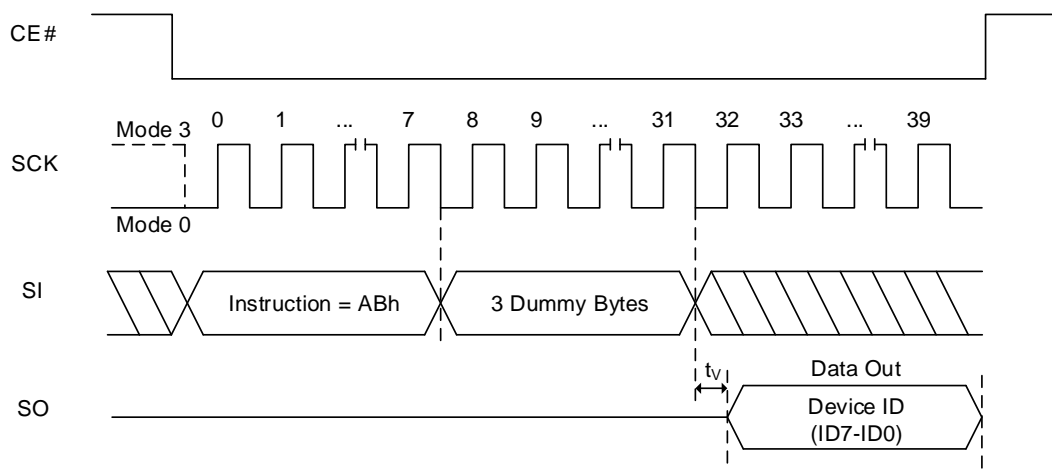 CE#
0 1 ... 7 8 9 ... 31 32 33 ... 39
Mode 3
SCK
Mode 0
SI
Instruction = ABh
3 Dummy Bytes
tV
Data Out
SO
Device ID
(ID7-ID0)